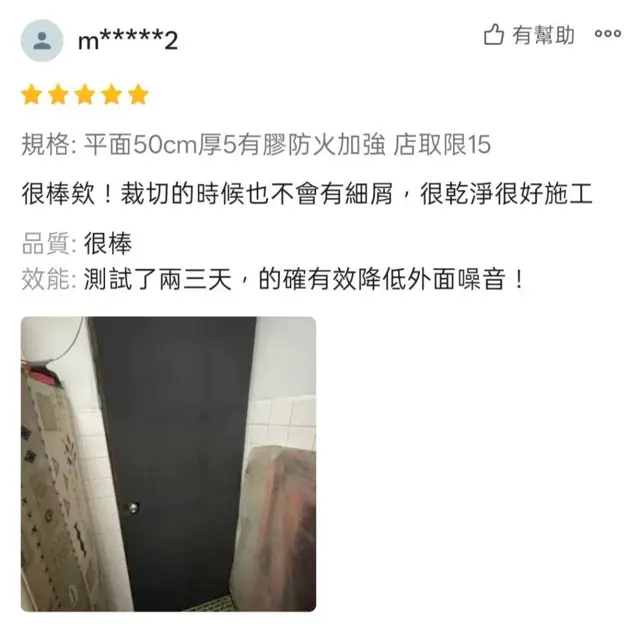 m*****2
有幫助
規格: 平面50cm厚5有膠防火加強 店取限15
很棒欸！裁切的時候也不會有細屑，很乾淨很好施工
品質: 很棒
效能: 測試了兩三天，的確有效降低外面噪音！